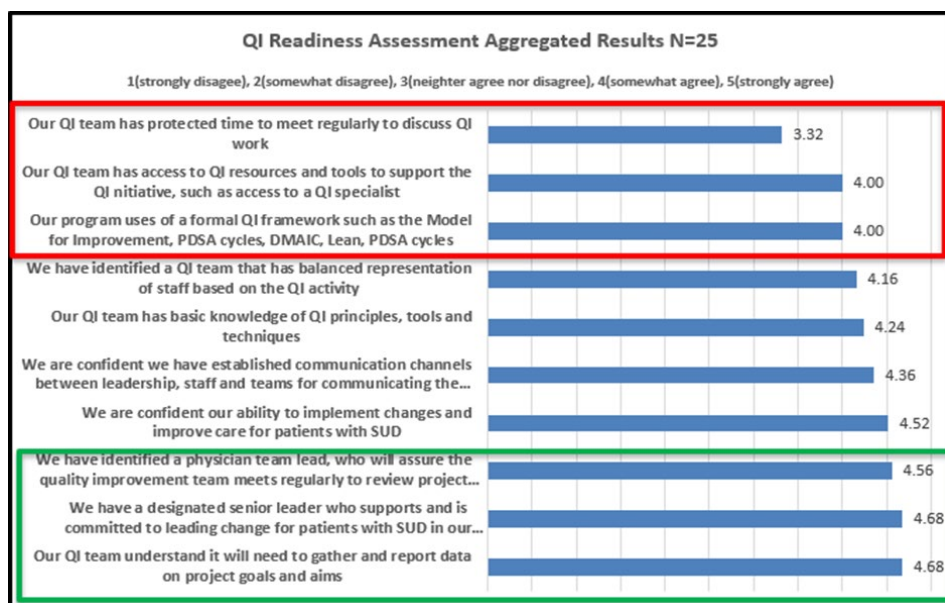 QI Readiness Assessment Aggregated Results N=25
1(strongly disagee), 2(somewhat disagree), 3(neighter agree nor disagree), 4(somewhat agree), 5(strongly agree)
Our QI team has protected time to meet regularly to discuss QI
work
3.32
Our QI team has access to QI resources and tools to support the
QI nitiative, such as access to a QI specialist
4.00
Our program uses of a formal QI framework such as the Model
for Improvement, PDSA cycles, DMAIC, Lean, PDSA cycles
4.00
We have identified a QI team that has balanced representation
of staff based on the QI activity
4.16
Our QI team has basic knowledge of QI principles, tools and
techniques
4.24
We are confident we have established communication channels
between leadership, staff and teams for communicating the...
4.36
We are confident our ability to implement changes and
improve care for patients with SUD
4.52
We have identified a physician team lead, who will assure the
quality improvement team meets regularly to review project...
4.56
We have a designated senior leader who supports and is
committed to leading change for patients with SUD in our...
4.68
Our QI team understand it will need to gather and report data
on project goals and aims
4.68